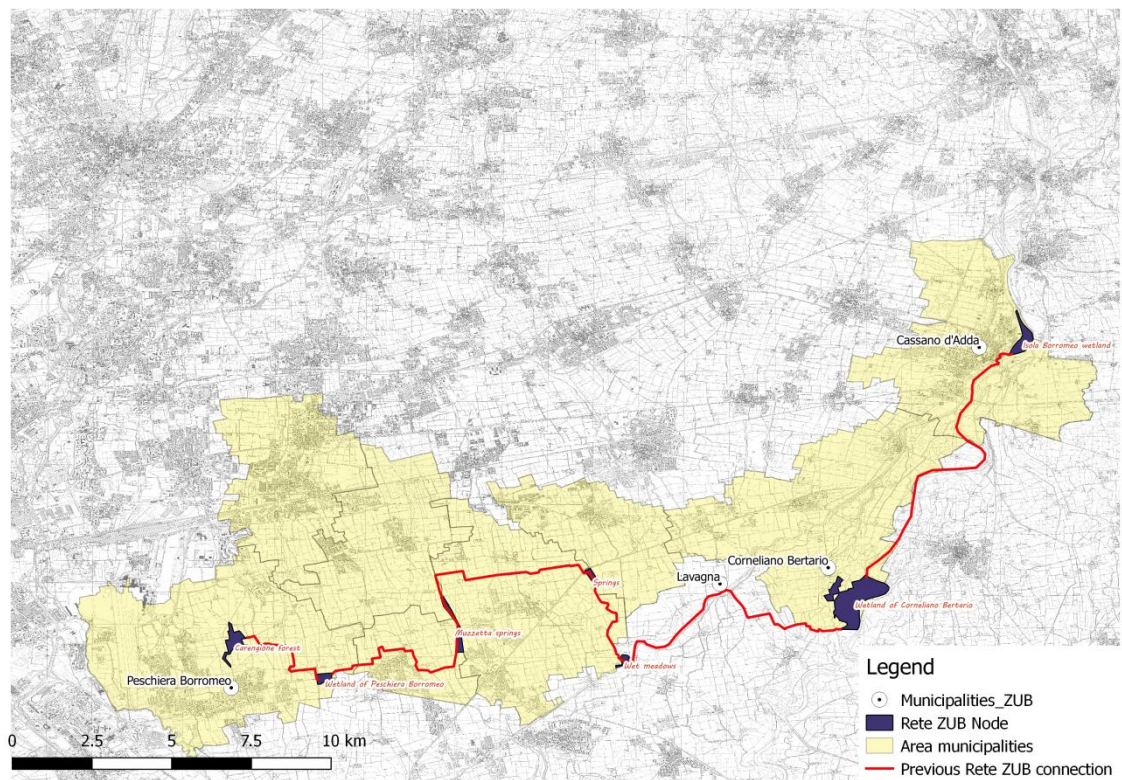 Cassano d'Adda
Isola Borromeo wetland
Corneliano Bertario
Springs
Lavagna
Wetland of Corneliano Bertario
Muzzetta springs
Carengione forest
Wet meadows
Peschiera Borromeo
Wetland of Peschiera Borromeo
Legend
Municipalities_ZUB
Rete ZUB Node
Area municipalities
Previous Rete ZUB connection
0 2.5 5 7.5 10 km